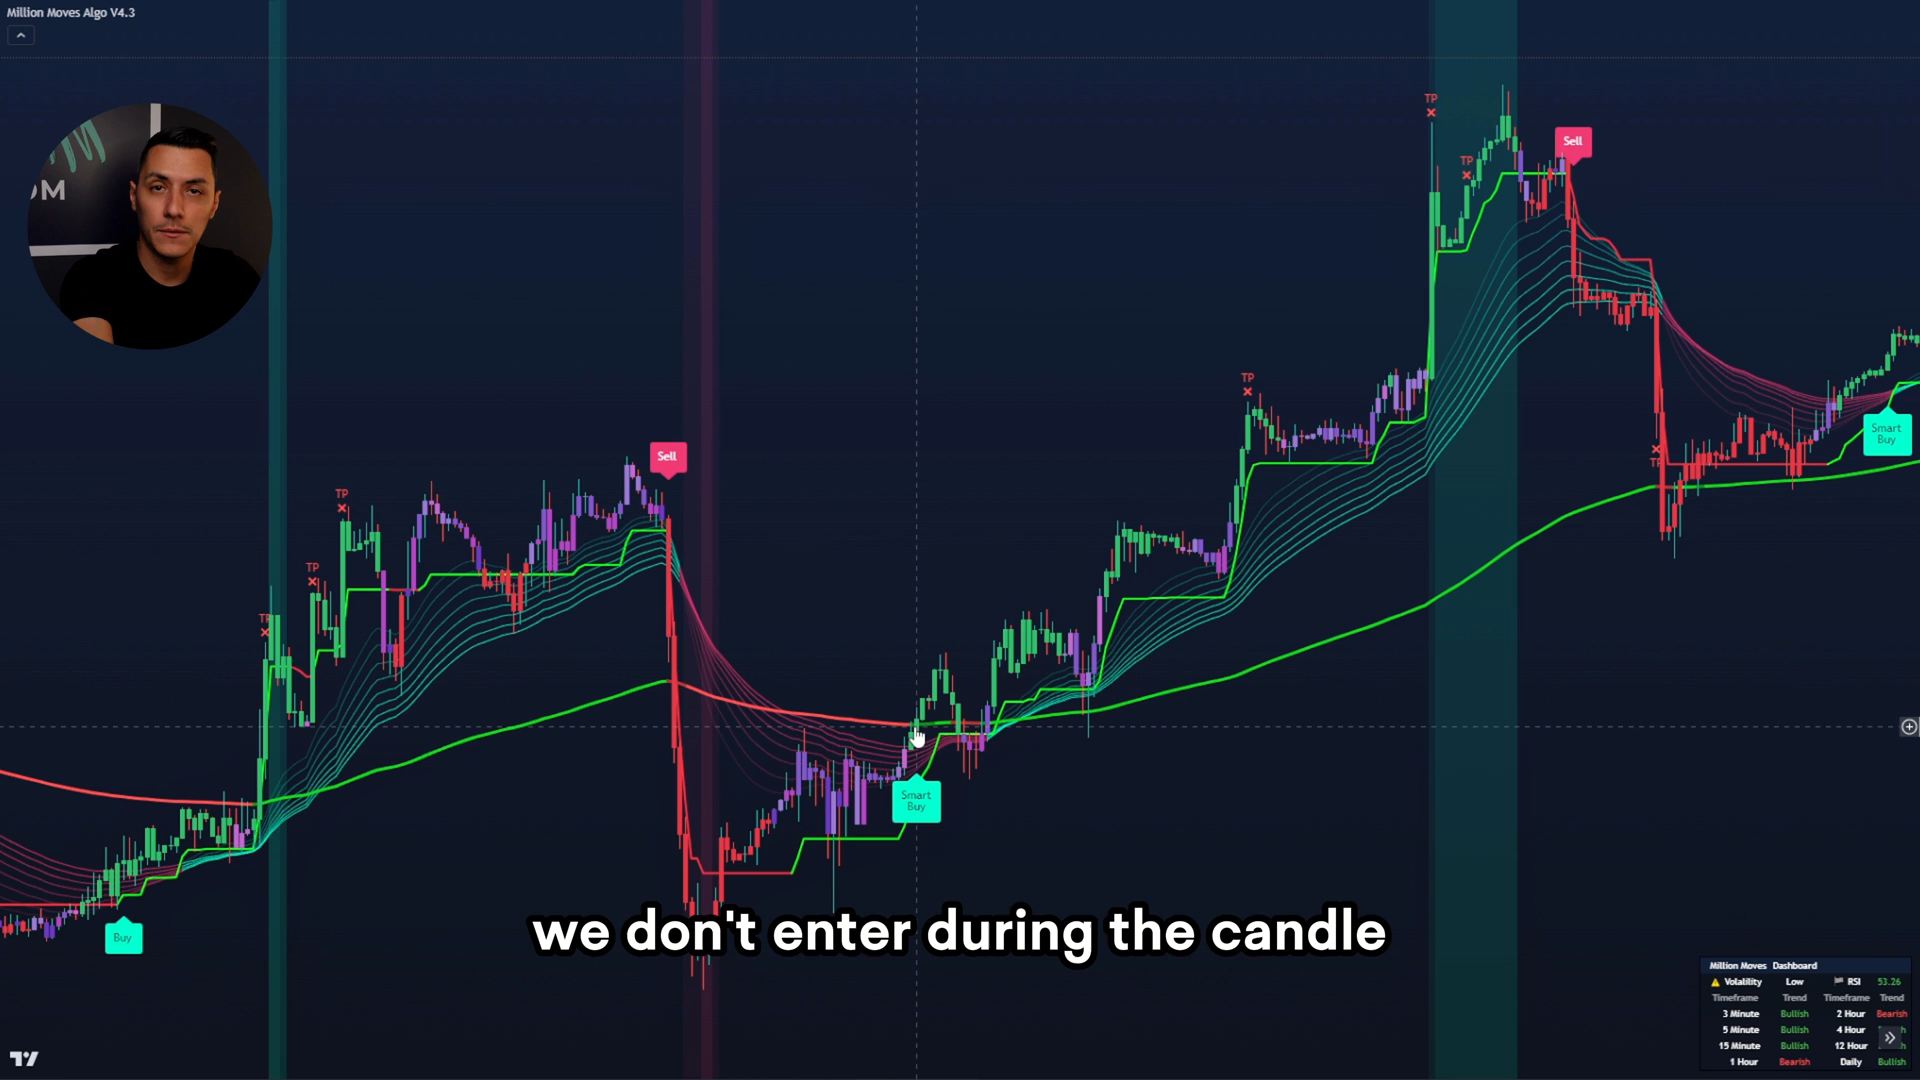 Million Moves Algo V4.3
OM
TP
TP
Sell
TP
TP
Sell
TP
Smart
Buy
TP
TP
TP
Smart
Buy
we don't enter during the candle
Buy
Million Moves Dashboard
Volatility Low RSI 53.26
Timeframe Trend Timeframe Trend
3 Minute Bullish 2 Hour Bearish
5 Minute Bullish 4 Hour
15 Minute Bullish 12 Hour
1 Hour Bearish Daily Bullish